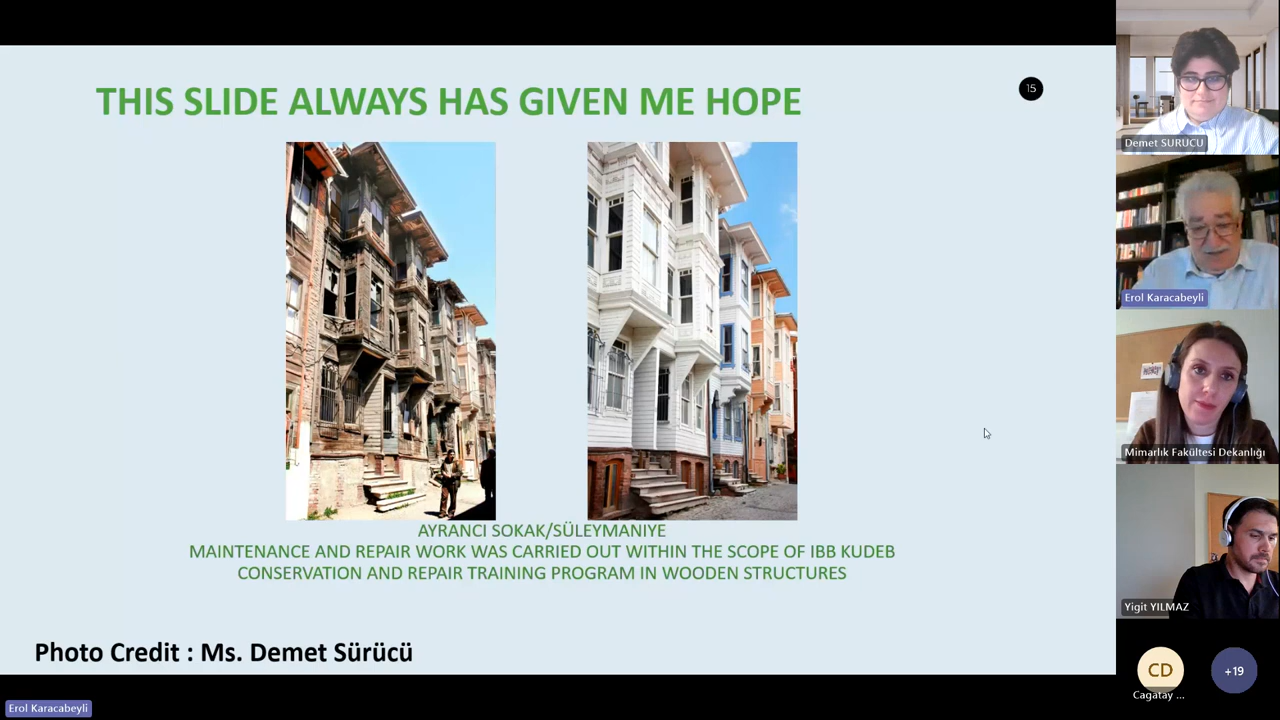 THIS SLIDE ALWAYS HAS GIVEN ME HOPE
15
AYRANCI SOKAK/SÜLEYMANIYE
MAINTENANCE AND REPAIR WORK WAS CARRIED OUT WITHIN THE SCOPE OF IBB KUDEB
CONSERVATION AND REPAIR TRAINING PROGRAM IN WOODEN STRUCTURES
Photo Credit : Ms. Demet Sürücü
Erol Karacabeyli
Demet SURUCU
Erol Karacabeyli
Mimarlık Fakültesi Dekanlığı
Yigit YILMAZ
CD
Cagatay ...
+19